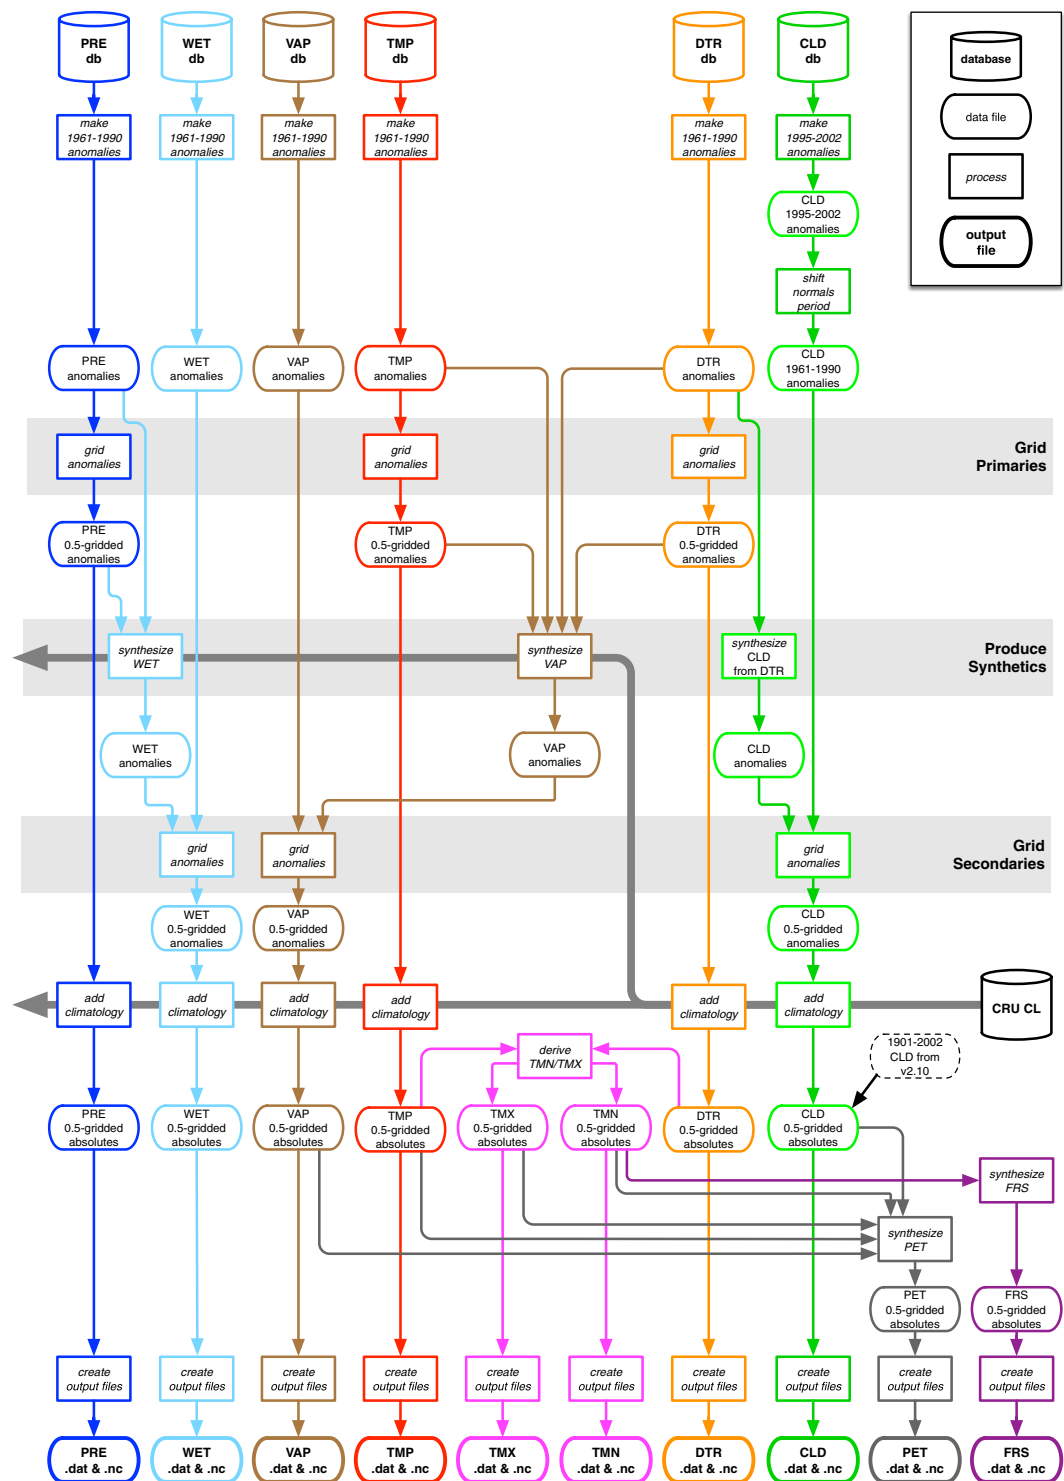 PRE
db
WET
db
VAP
db
TMP
db
DTR
db
CLD
db
database
data file
process
output
file
make
1961-1990
anomalies
make
1961-1990
anomalies
make
1961-1990
anomalies
make
1961-1990
anomalies
make
1961-1990
anomalies
make
1995-2002
anomalies
CLD
1995-2002
anomalies
shift
normals
period
PRE
anomalies
WET
anomalies
VAP
anomalies
TMP
anomalies
DTR
anomalies
CLD
1961-1990
anomalies
grid
anomalies
grid
anomalies
grid
anomalies
Grid
Primaries
PRE
0.5-gridded
anomalies
TMP
0.5-gridded
anomalies
DTR
0.5-gridded
anomalies
synthesize
WET
synthesize
VAP
synthesize
CLD
from DTR
Produce
Synthetics
WET
anomalies
VAP
anomalies
CLD
anomalies
grid
anomalies
grid
anomalies
grid
anomalies
Grid
Secondaries
WET
0.5-gridded
anomalies
VAP
0.5-gridded
anomalies
CLD
0.5-gridded
anomalies
add
climatology
add
climatology
add
climatology
add
climatology
add
climatology
add
climatology
CRU CL
derive
TMN/TMX
1901-2002
CLD from
v2.10
PRE
0.5-gridded
absolutes
WET
0.5-gridded
absolutes
VAP
0.5-gridded
absolutes
TMP
0.5-gridded
absolutes
TMX
0.5-gridded
absolutes
TMN
0.5-gridded
absolutes
DTR
0.5-gridded
absolutes
CLD
0.5-gridded
absolutes
synthesize
FRS
synthesize
PET
PET
0.5-gridded
absolutes
FRS
0.5-gridded
absolutes
create
output files
create
output files
create
output files
create
output files
create
output files
create
output files
create
output files
create
output files
create
output files
create
output files
PRE
.dat & .nc
WET
.dat & .nc
VAP
.dat & .nc
TMP
.dat & .nc
TMX
.dat & .nc
TMN
.dat & .nc
DTR
.dat & .nc
CLD
.dat & .nc
PET
.dat & .nc
FRS
.dat & .nc